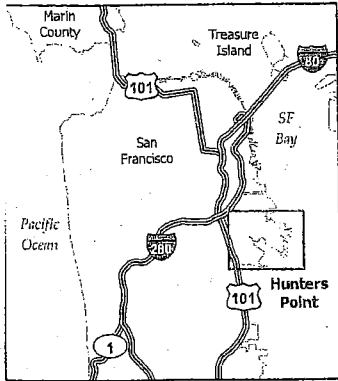 Marin
County
Treasure
Island
80
101
SF
Bay
San
Francisco
Pacific
Ocean
280
Hunters
Point
101
1